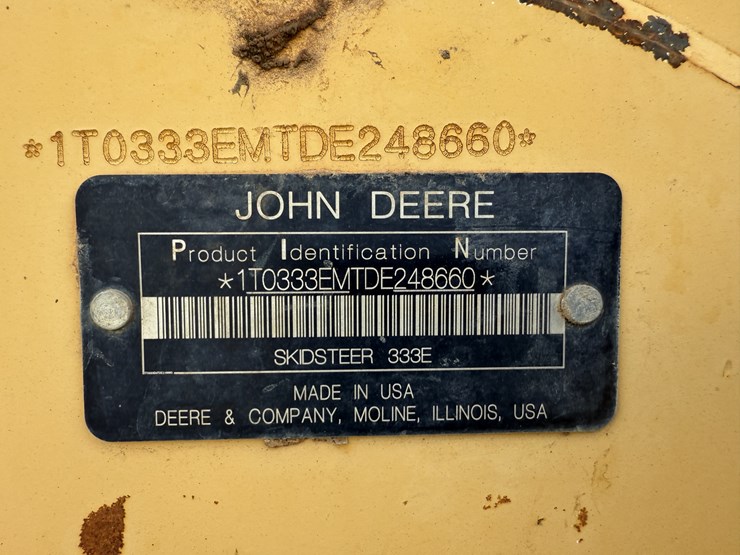 *1T0333EMTDE248660*
JOHN DEERE
Product Identification Number
*1T0333EMTDE248660*
SKIDSTEER 333E
MADE IN USA
DEERE & COMPANY, MOLINE, ILLINOIS, USA